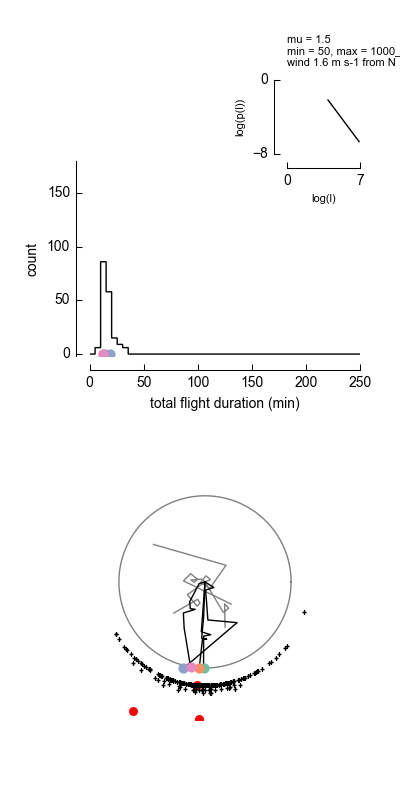 mu = 1.5
min = 50, max = 1000_
wind 1.6 m s-1 from N
0
log(p(l))
−8
0
7
log(l)
150
100
count
50
0
0
50
100
150
200
250
total flight duration (min)